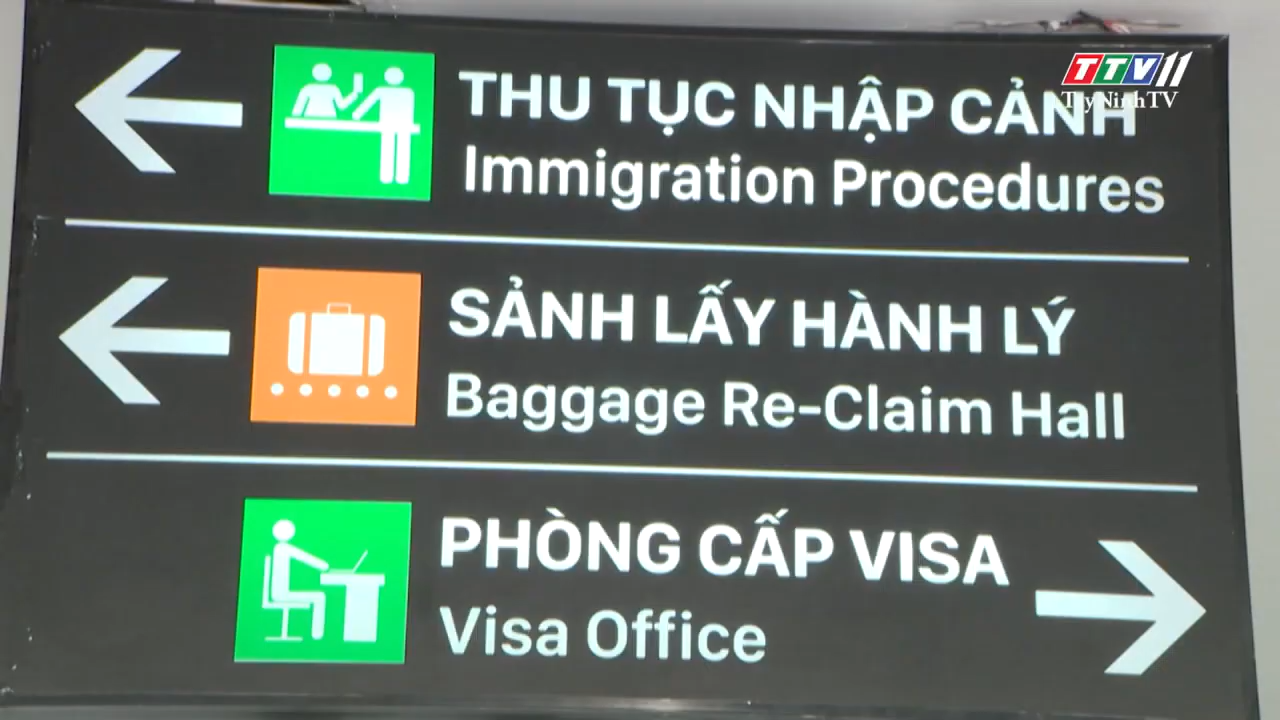 TTV11
Tây Ninh TV
THU TỤC NHẬP CẢNH
Immigration Procedures
SẢNH LẤY HÀNH LÝ
Baggage Re-Claim Hall
PHÒNG CẤP VISA
Visa Office